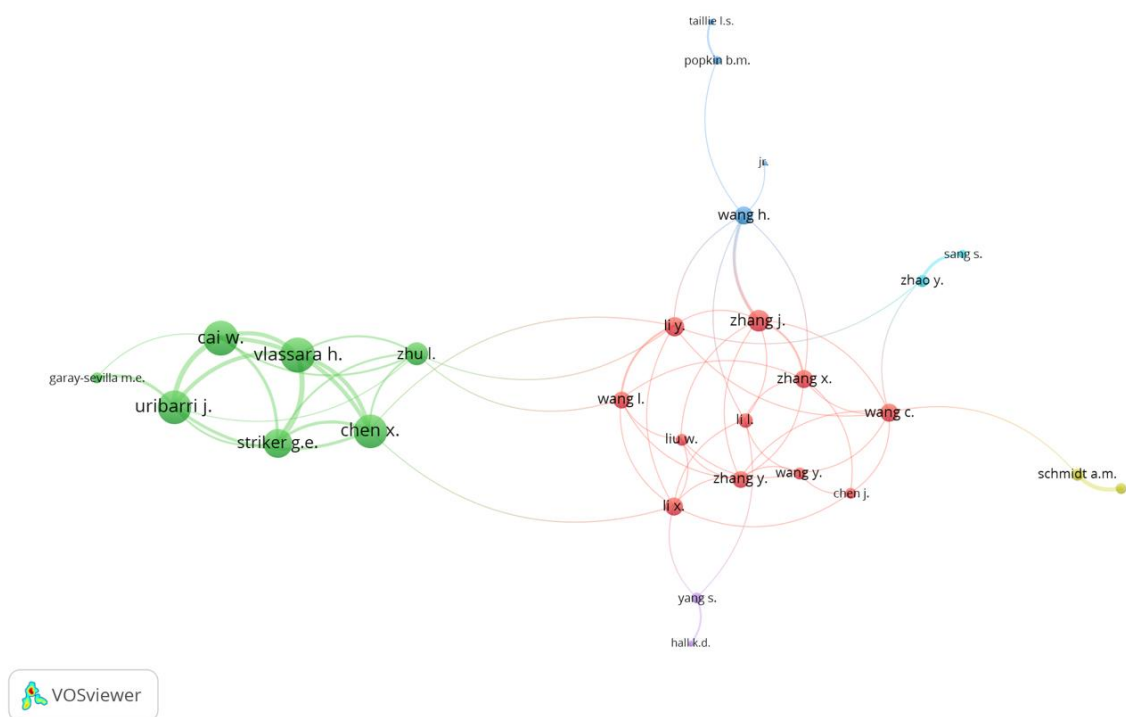 taillie l.s.
popkin b.m.
jr.
wang h.
sang s.
zhao y.
li y.
zhang j.
cai w.
vlassara h.
zhu l.
garay-sevilla m.e.
zhang x.
uribarri j.
wang l.
wang c.
li l.
chen x.
striker g.e.
liu w.
zhang y.
wang y.
schmidt a.m.
chen j.
li x.
yang s.
hall k.d.
VOSviewer